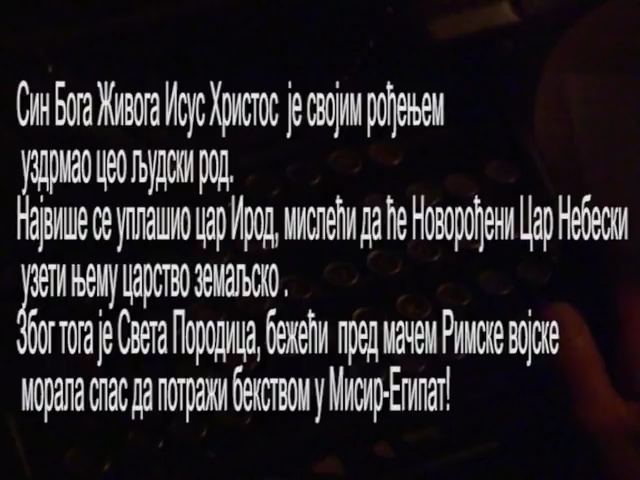 Син Бога Живога Исус Христос је својим рођењем
уздрмао цео људски род.
Највише се уплашио цар Ирод, мислећи да ће Новорођени Цар Небески
узети њему царство земаљско .
Због тога је Света Породица, бежећи пред мачем Римске војске
морала спас да потражи бекством у Мисир-Египат!